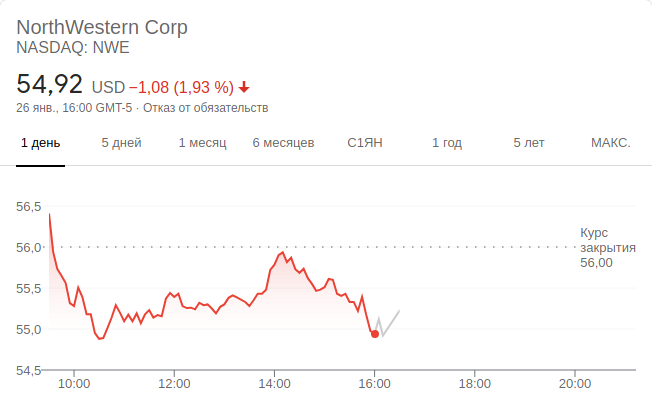 NorthWestern Corp
NASDAQ: NWE
54,92 USD −1,08 (1,93 %)
26 янв., 16:00 GMT-5 · Отказ от обязательств
1 день 5 дней 1 месяц 6 месяцев С1ЯН 1 год 5 лет МАКС.
56,5
Курс
56,0 закрытия
56,00
55,5
55,0
54,5
10:00 12:00 14:00 16:00 18:00 20:00